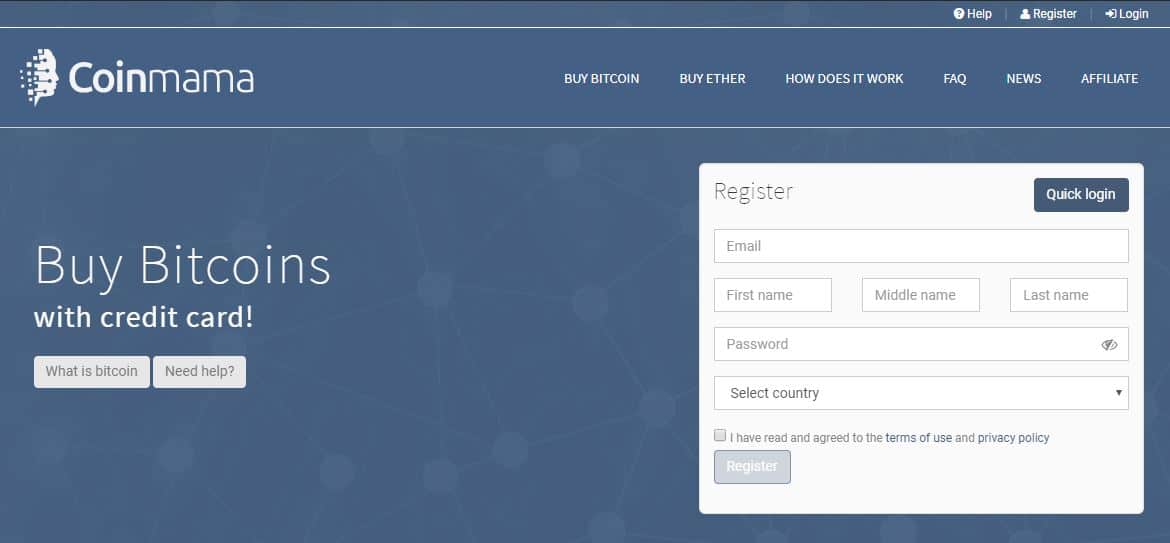 Help | Register | Login
Coinmama
BUY BITCOIN BUY ETHER HOW DOES IT WORK FAQ NEWS AFFILIATE
Register Quick login
Email
Buy Bitcoins
First name Middle name Last name
with credit card!
Password
What is bitcoin Need help?
Select country
I have read and agreed to the terms of use and privacy policy
Register